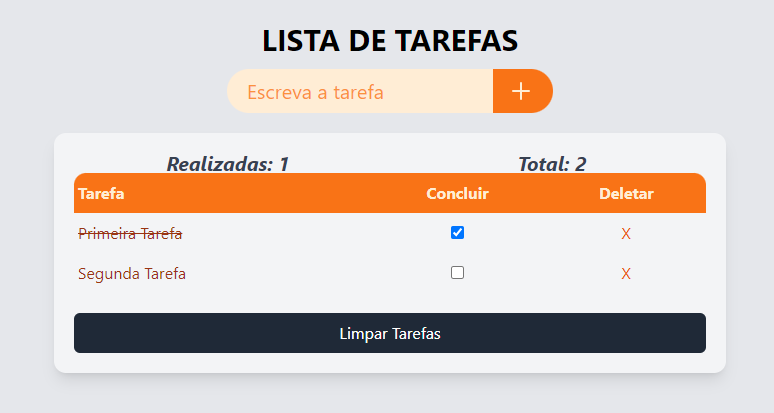 LISTA DE TAREFAS
Escreva a tarefa
Realizadas: 1 Total: 2
Tarefa Concluir Deletar
Primeira Tarefa X
Segunda Tarefa X
Limpar Tarefas